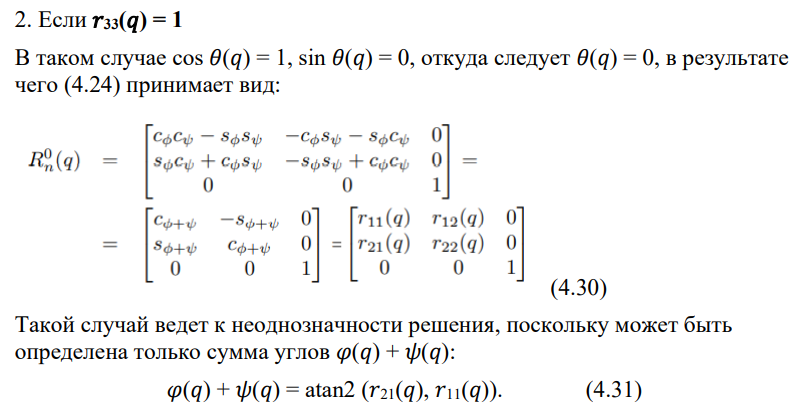 2. Если r₃₃(q) = 1
В таком случае cos θ(q) = 1, sin θ(q) = 0, откуда следует θ(q) = 0, в результате
чего (4.24) принимает вид:
R⁰ₙ(q) = [c_ϕc_ψ − s_ϕs_ψ −c_ϕs_ψ − s_ϕc_ψ 0] =
[s_ϕc_ψ + c_ϕs_ψ −s_ϕs_ψ + c_ϕc_ψ 0]
[0 0 1]
= [c_ϕ+ψ −s_ϕ+ψ 0] = [r₁₁(q) r₁₂(q) 0]
[s_ϕ+ψ c_ϕ+ψ 0] [r₂₁(q) r₂₂(q) 0]
[0 0 1] [0 0 1]
(4.30)
Такой случай ведет к неоднозначности решения, поскольку может быть
определена только сумма углов φ(q) + ψ(q):
φ(q) + ψ(q) = atan2 (r₂₁(q), r₁₁(q)). (4.31)